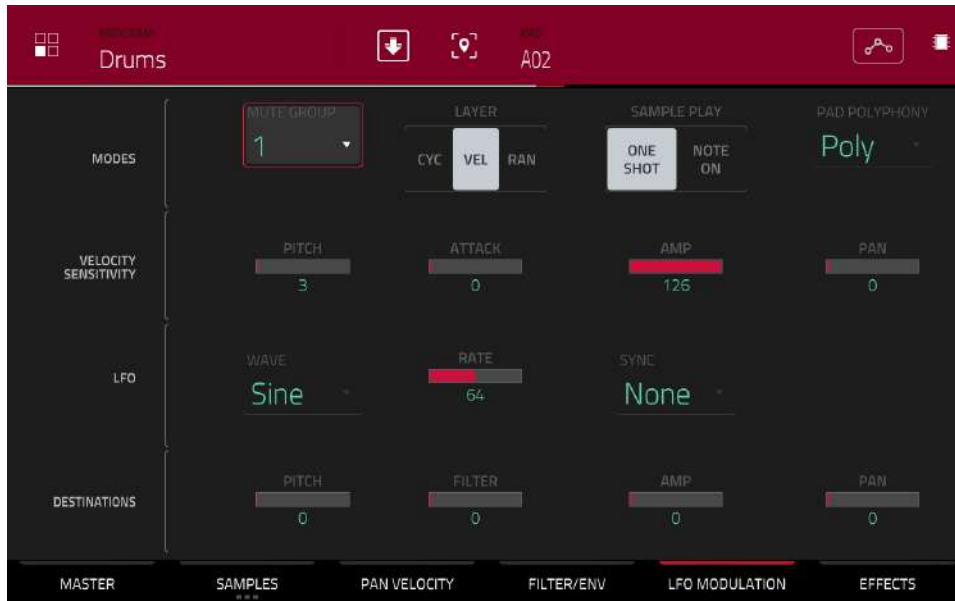 PROGRAM
Drums
PAD
A02
MODES
MUTE GROUP
1
LAYER
CYC VEL RAN
SAMPLE PLAY
ONE SHOT
NOTE ON
PAD POLYPHONY
Poly
VELOCITY
SENSITIVITY
PITCH
3
ATTACK
0
AMP
126
PAN
0
LFO
WAVE
Sine
RATE
64
SYNC
None
DESTINATIONS
PITCH
0
FILTER
0
AMP
0
PAN
0
MASTER SAMPLES PAN VELOCITY FILTER/ENV LFO MODULATION EFFECTS